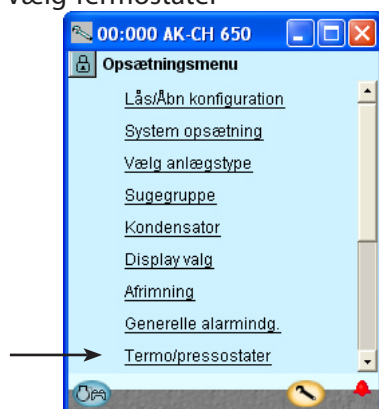 Vælg Termostater
00:000 AK-CH 650
Opsætningsmenu
Lås/Åbn konfiguration
System opsætning
Vælg anlægstype
Sugegruppe
Kondensator
Display valg
Afrimning
Generelle alarmindg.
Termo/pressostater